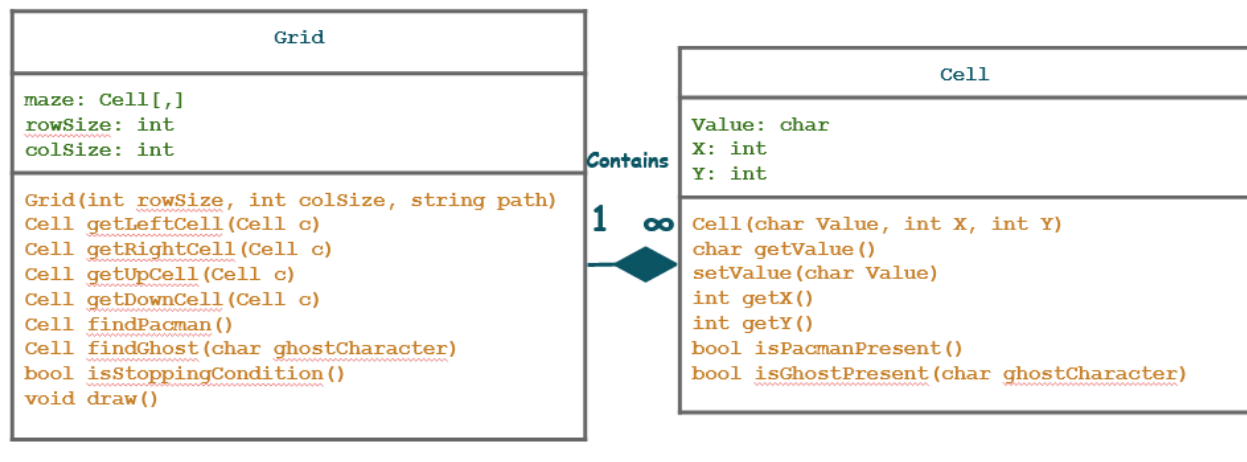 Grid
maze: Cell[,]
rowSize: int
colSize: int
Grid(int rowSize, int colSize, string path)
Cell getLeftCell(Cell c)
Cell getRightCell(Cell c)
Cell getUpCell(Cell c)
Cell getDownCell(Cell c)
Cell findPacman()
Cell findGhost(char ghostCharacter)
bool isStoppingCondition()
void draw()
Contains
1 ∞
Cell
Value: char
X: int
Y: int
Cell(char Value, int X, int Y)
char getValue()
setValue(char Value)
int getX()
int getY()
bool isPacmanPresent()
bool isGhostPresent(char ghostCharacter)